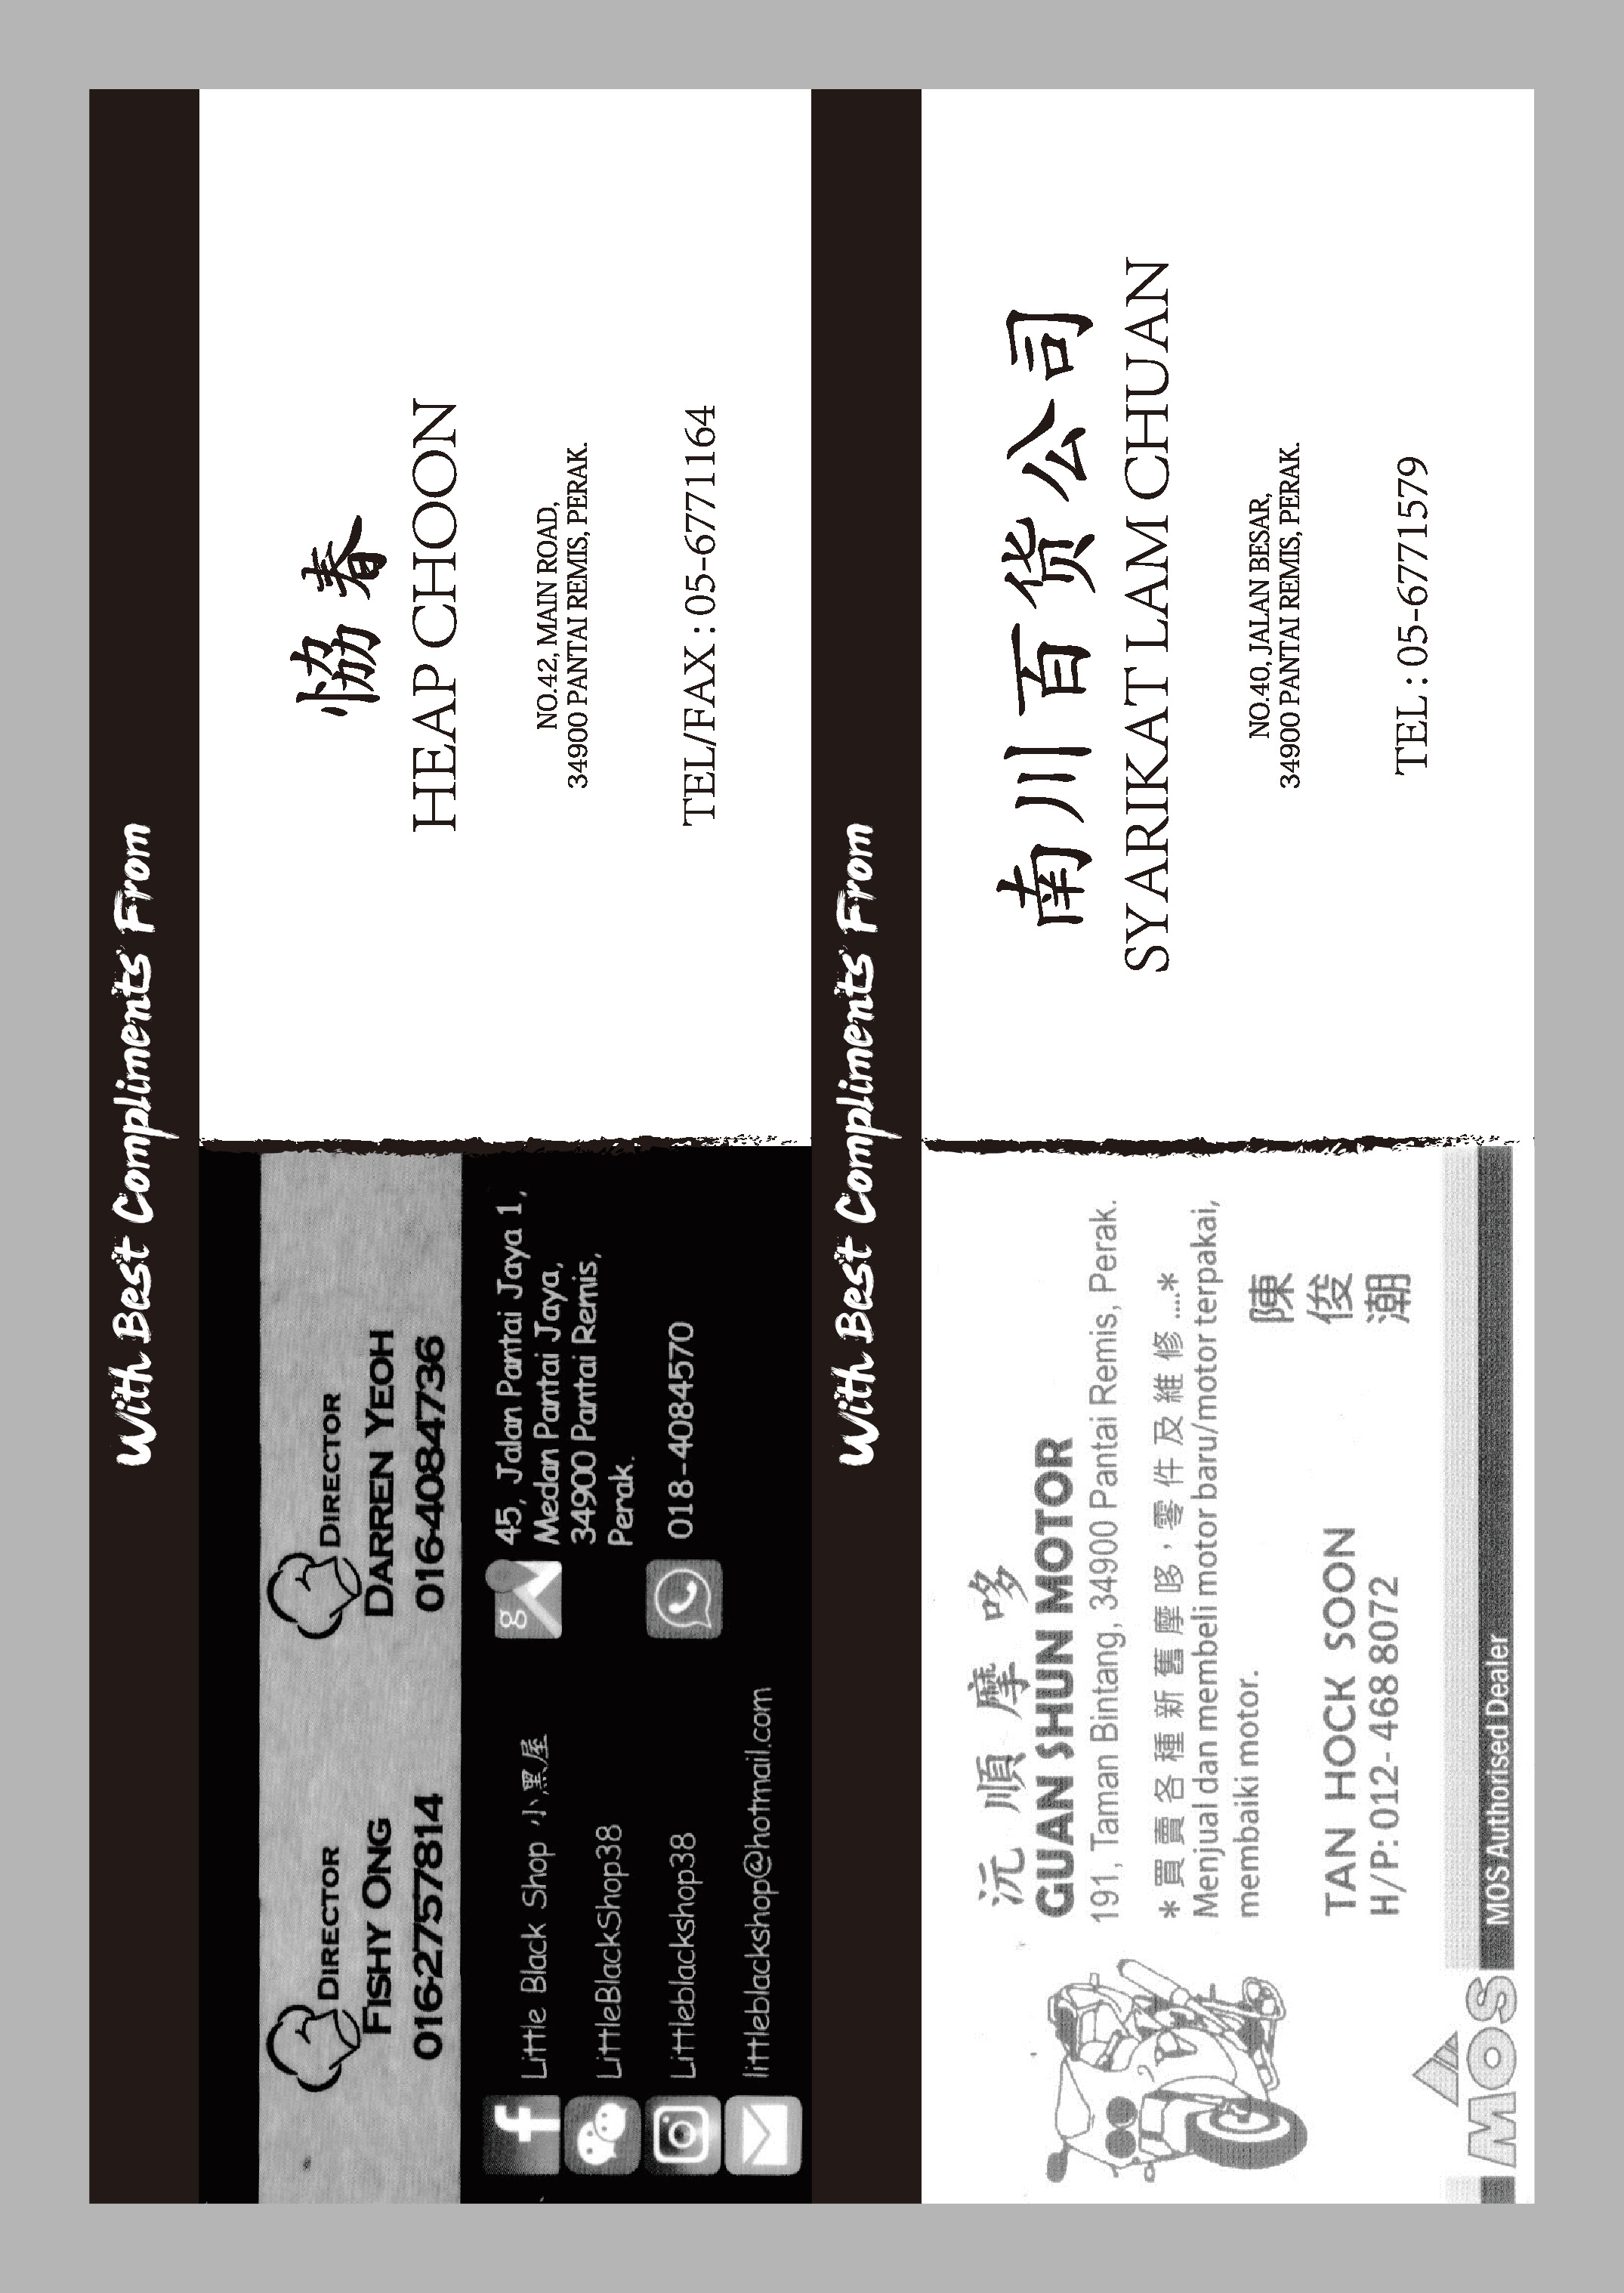 With Best Compliments From
DIRECTOR
FISHY ONG
016-2757814
DIRECTOR
DARREN YEOH
016-4084736
Little Black Shop 小黑屋
LittleBlackShop38
Littleblackshop38
littleblackshop@hotmail.com
45, Jalan Pantai Jaya 1,
Medan Pantai Jaya,
34900 Pantai Remis,
Perak.
018-4084570
協春
HEAP CHOON
NO.42, MAIN ROAD,
34900 PANTAI REMIS, PERAK.
TEL/FAX : 05-6771164
With Best Compliments From
沅順摩哆
GUAN SHUN MOTOR
191, Taman Bintang, 34900 Pantai Remis, Perak.
*買賣各種新舊摩哆，零件及維修....*
Menjual dan membeli motor baru/motor terpakai,
membaiki motor.
TAN HOCK SOON
H/P: 012- 468 8072
陳俊潮
MOS
MOS Authorised Dealer
南川百货公司
SYARIKAT LAM CHUAN
NO.40, JALAN BESAR,
34900 PANTAI REMIS, PERAK.
TEL : 05-6771579